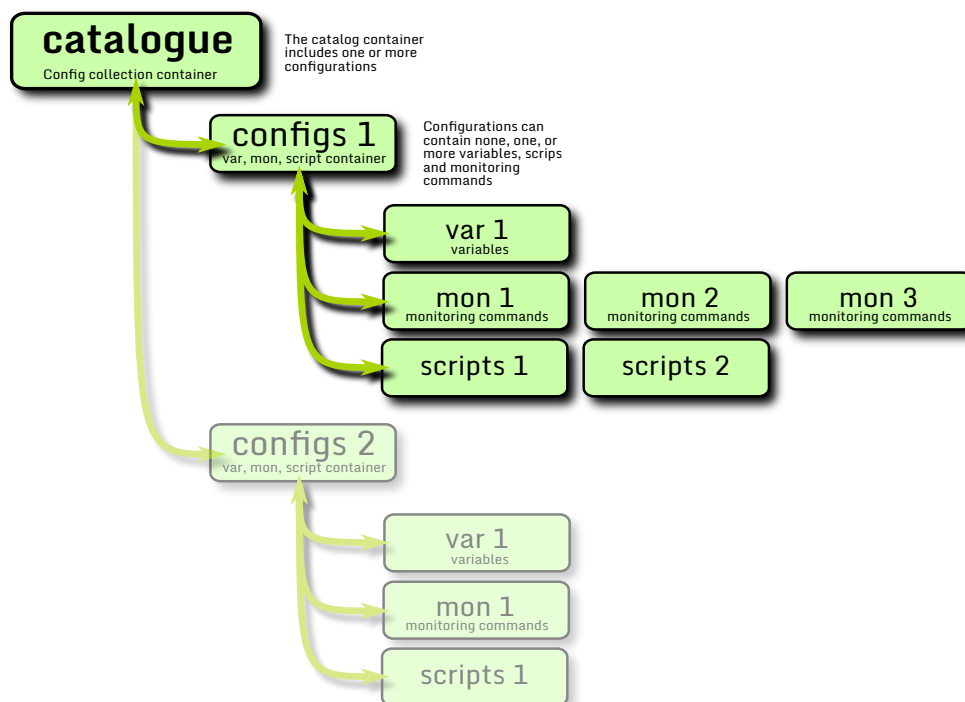 catalogue
Config collection container
The catalog container
includes one or more
configurations
configs 1
var, mon, script container
Configurations can
contain none, one, or
more variables, scrips
and monitoring
commands
var 1
variables
mon 1
monitoring commands
mon 2
monitoring commands
mon 3
monitoring commands
scripts 1
scripts 2
configs 2
var, mon, script container
var 1
variables
mon 1
monitoring commands
scripts 1